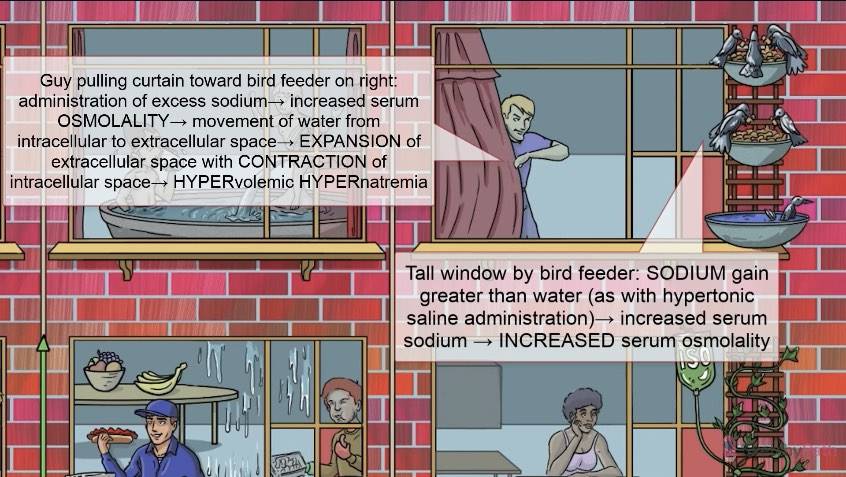 Guy pulling curtain toward bird feeder on right:
administration of excess sodium→ increased serum
OSMOLALITY→ movement of water from
intracellular to extracellular space→ EXPANSION of
extracellular space with CONTRACTION of
intracellular space→ HYPERvolemic HYPERnatremia
Tall window by bird feeder: SODIUM gain
greater than water (as with hypertonic
saline administration)→ increased serum
sodium → INCREASED serum osmolality
ISO